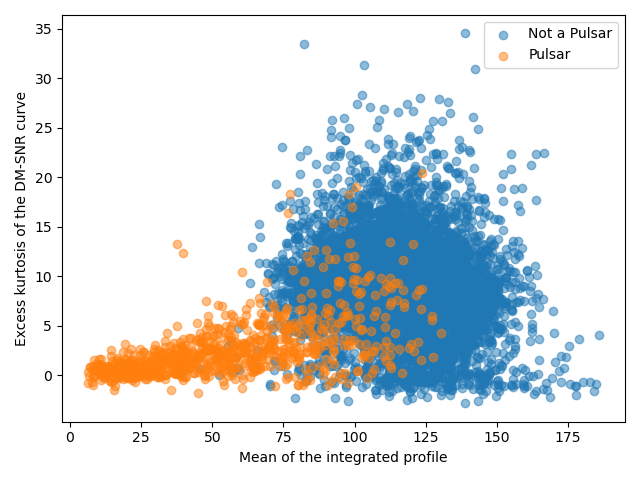 Not a Pulsar
Pulsar
Excess kurtosis of the DM-SNR curve
35
30
25
20
15
10
5
0
0 25 50 75 100 125 150 175
Mean of the integrated profile